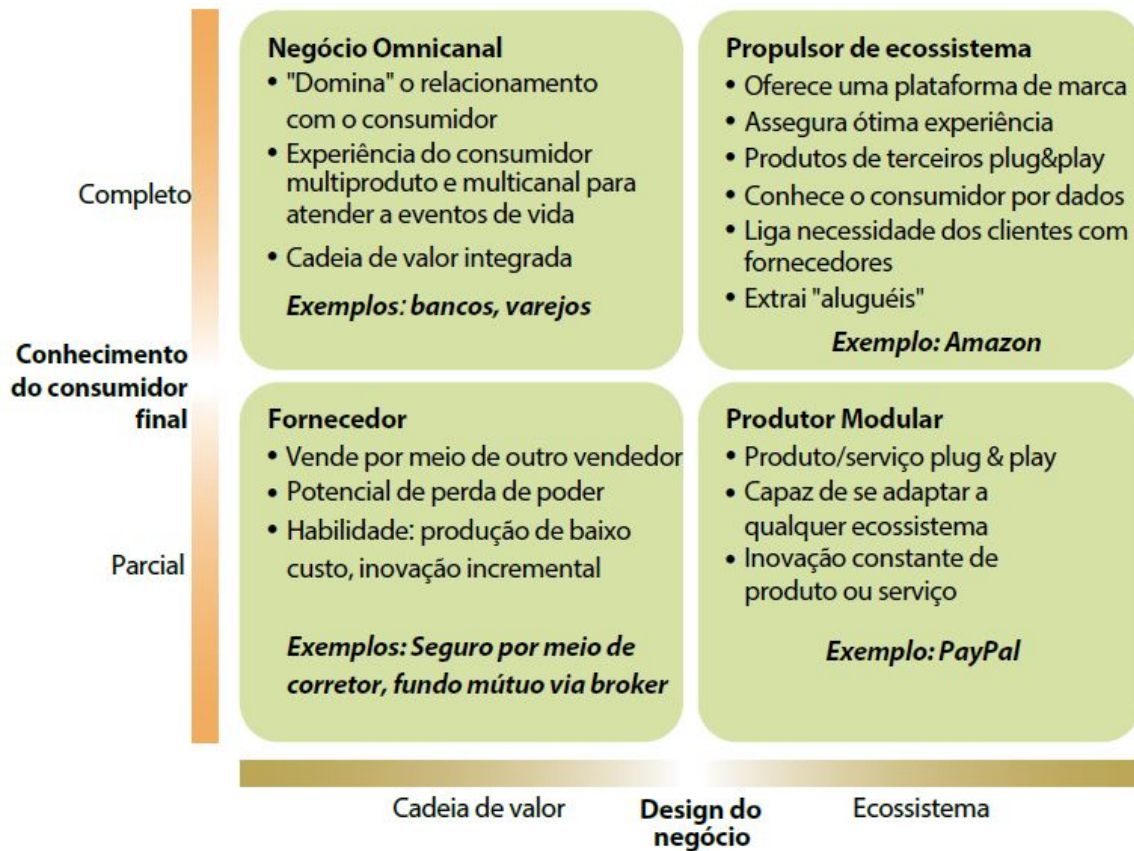 Negócio Omnicanal
• "Domina" o relacionamento
com o consumidor
• Experiência do consumidor
multiproduto e multicanal para
atender a eventos de vida
• Cadeia de valor integrada
Exemplos: bancos, varejos
Propulsor de ecossistema
• Oferece uma plataforma de marca
• Assegura ótima experiência
• Produtos de terceiros plug&play
• Conhece o consumidor por dados
• Liga necessidade dos clientes com
fornecedores
• Extrai "aluguéis"
Exemplo: Amazon
Completo
Conhecimento
do consumidor
final
Parcial
Fornecedor
• Vende por meio de outro vendedor
• Potencial de perda de poder
• Habilidade: produção de baixo
custo, inovação incremental
Exemplos: Seguro por meio de
corretor, fundo mútuo via broker
Produtor Modular
• Produto/serviço plug & play
• Capaz de se adaptar a
qualquer ecossistema
• Inovação constante de
produto ou serviço
Exemplo: PayPal
Cadeia de valor
Design do
negócio
Ecossistema